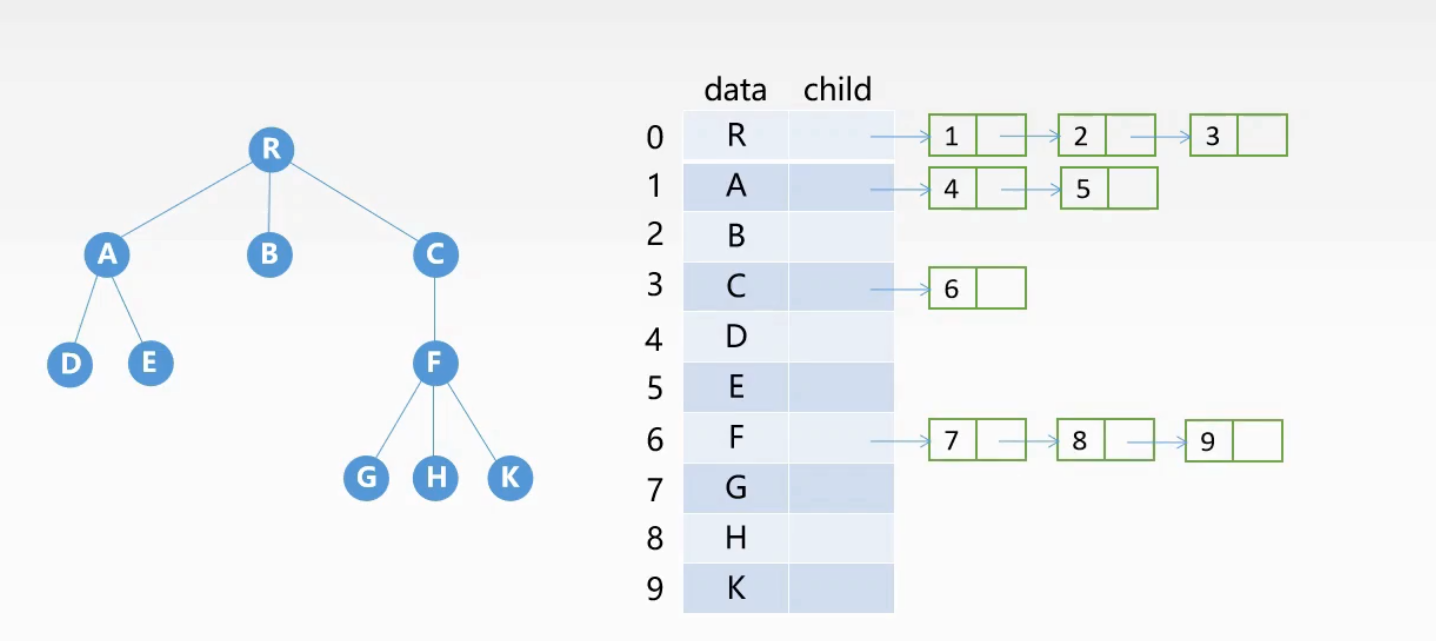 R
A B C
D E F
G H K
data child
0 R 1 2 3
1 A 4 5
2 B
3 C 6
4 D
5 E
6 F 7 8 9
7 G
8 H
9 K